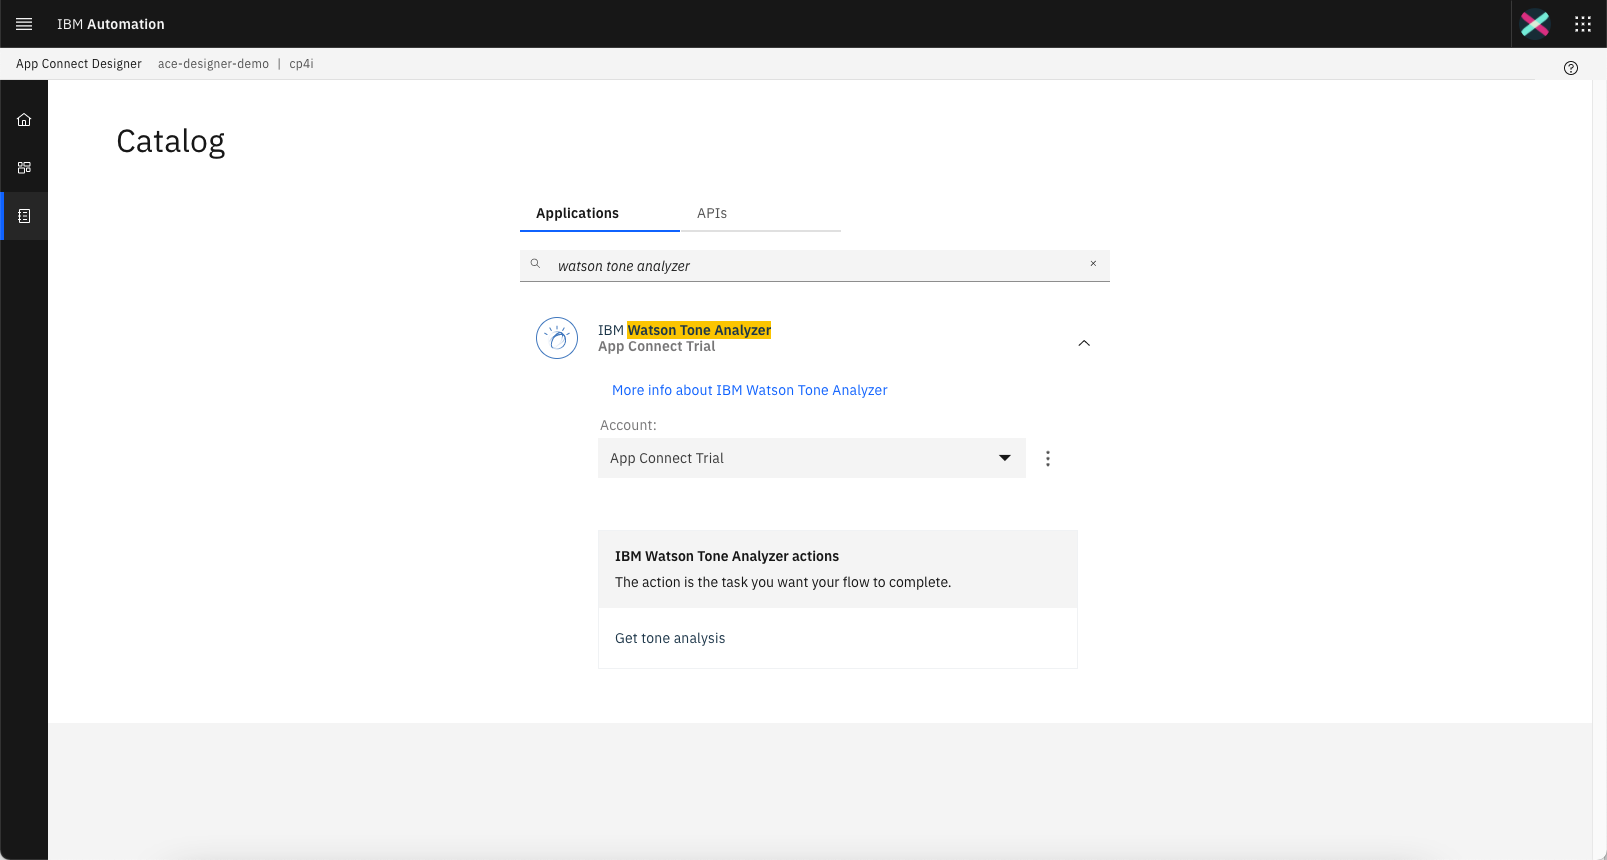 IBM Automation
App Connect Designer ace-designer-demo | cp4i
Catalog
Applications APIs
watson tone analyzer
IBM Watson Tone Analyzer
App Connect Trial
More info about IBM Watson Tone Analyzer
Account:
App Connect Trial
IBM Watson Tone Analyzer actions
The action is the task you want your flow to complete.
Get tone analysis